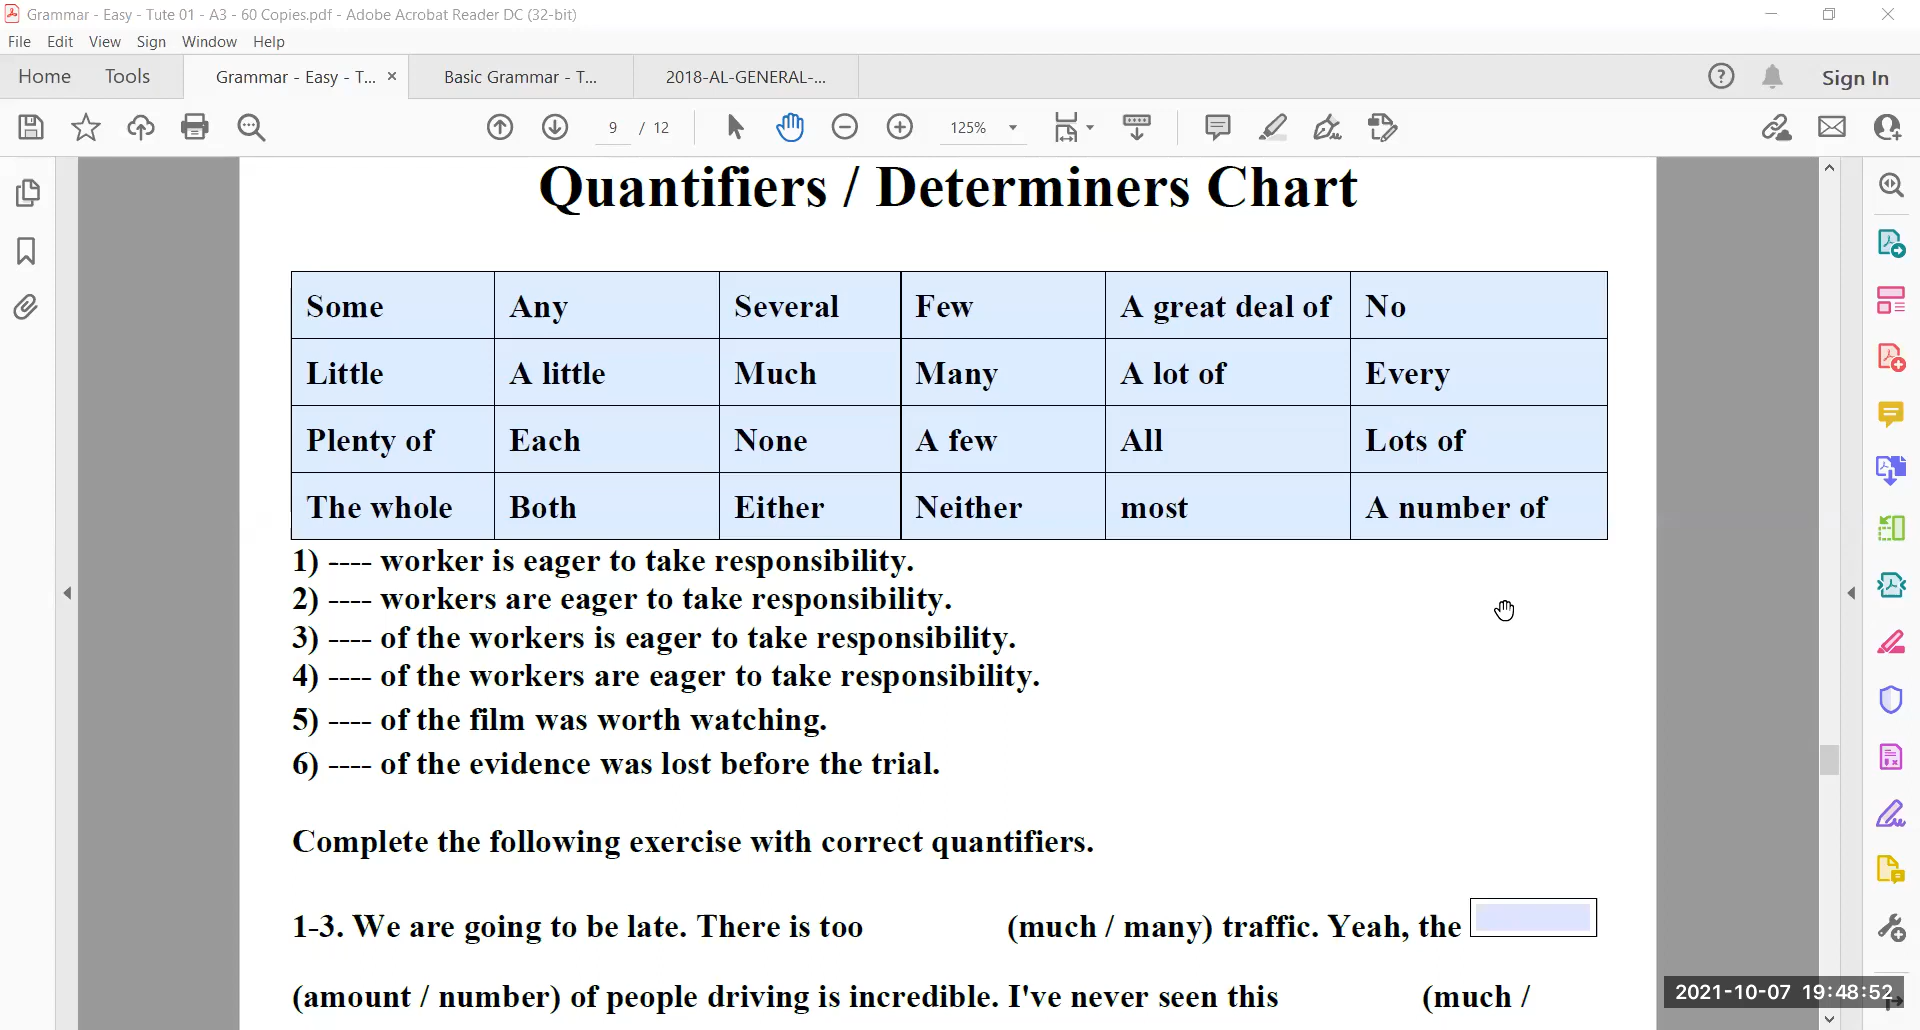 Grammar - Easy - Tute 01 - A3 - 60 Copies.pdf - Adobe Acrobat Reader DC (32-bit)
File Edit View Sign Window Help
Home Tools Grammar - Easy - T... × Basic Grammar - T... 2018-AL-GENERAL-... Sign In
9 / 12 125%
Quantifiers / Determiners Chart
Some Any Several Few A great deal of No
Little A little Much Many A lot of Every
Plenty of Each None A few All Lots of
The whole Both Either Neither most A number of
1) ---- worker is eager to take responsibility.
2) ---- workers are eager to take responsibility.
3) ---- of the workers is eager to take responsibility.
4) ---- of the workers are eager to take responsibility.
5) ---- of the film was worth watching.
6) ---- of the evidence was lost before the trial.
Complete the following exercise with correct quantifiers.
1-3. We are going to be late. There is too (much / many) traffic. Yeah, the
(amount / number) of people driving is incredible. I've never seen this (much /
2021-10-07 19:48:52